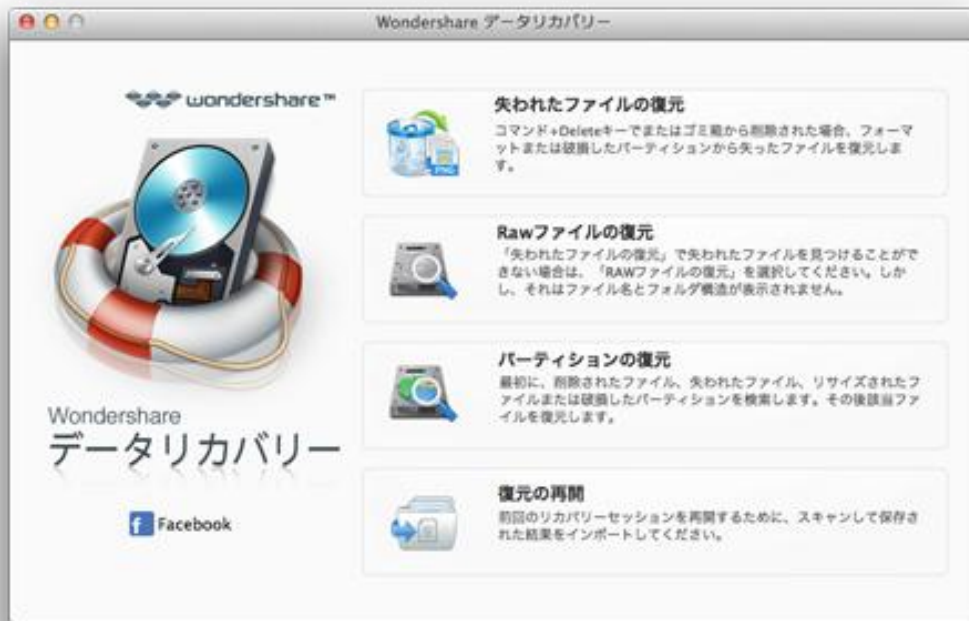 Wondershare データリカバリー
wondershare™
失われたファイルの復元
コマンド+Deleteキーでまたはゴミ箱から削除された場合、フォーマ
ットまたは破損したパーティションから失ったファイルを復元しま
す。
PNG
Rawファイルの復元
「失われたファイルの復元」で失われたファイルを見つけることがで
きない場合は、「RAWファイルの復元」を選択してください。しか
し、それはファイル名とフォルダ構造が表示されません。
パーティションの復元
最初に、削除されたファイル、失われたファイル、リサイズされたフ
ァイルまたは破損したパーティションを検索します。その後該当ファ
イルを復元します。
Wondershare
データリカバリー
復元の再開
前回のリカバリーセッションを再開するために、スキャンして保存さ
れた結果をインポートしてください。
f Facebook